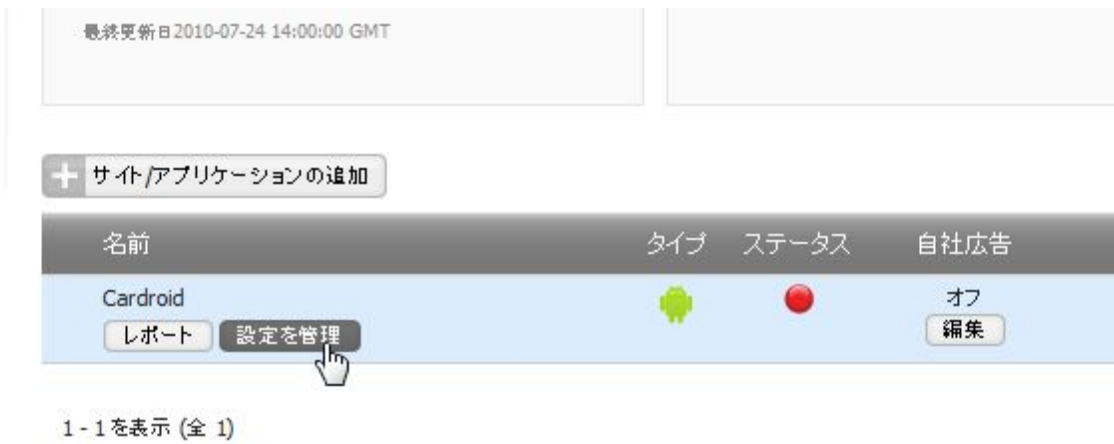 最終更新日2010-07-24 14:00:00 GMT
サイト/アプリケーションの追加
名前 タイプ ステータス 自社広告
Cardroid オフ
レポート 設定を管理 編集
1 - 1 を表示 (全 1)